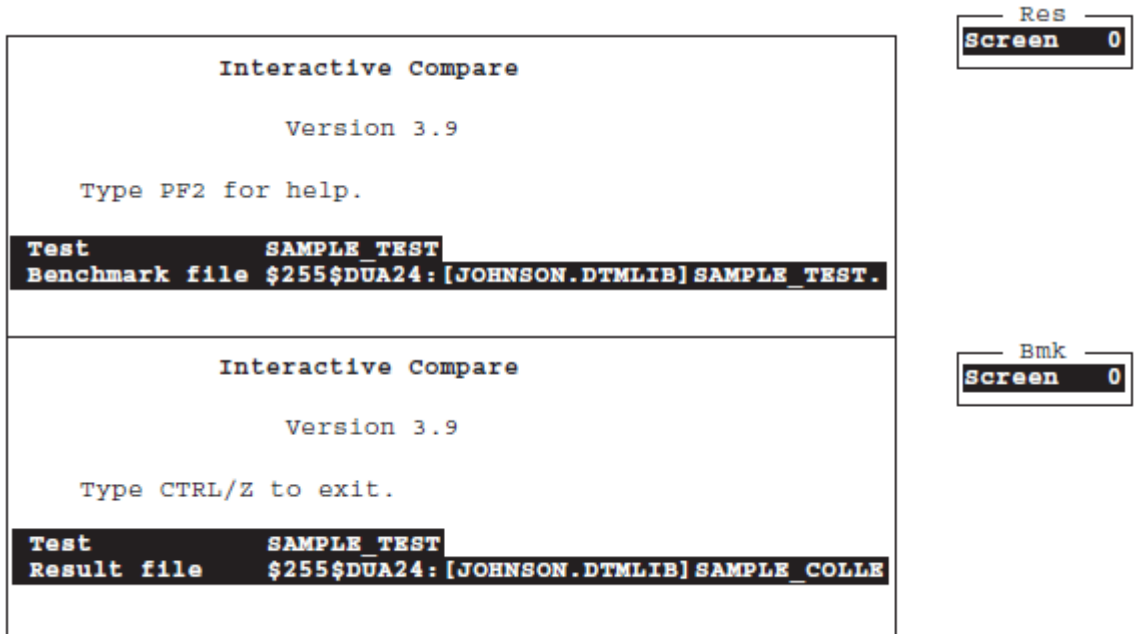 Res
Screen 0
Interactive Compare
Version 3.9
Type PF2 for help.
Test SAMPLE_TEST
Benchmark file $255$DUA24:[JOHNSON.DTMLIB]SAMPLE_TEST.
Bmk
Screen 0
Interactive Compare
Version 3.9
Type CTRL/Z to exit.
Test SAMPLE_TEST
Result file $255$DUA24:[JOHNSON.DTMLIB]SAMPLE_COLLE